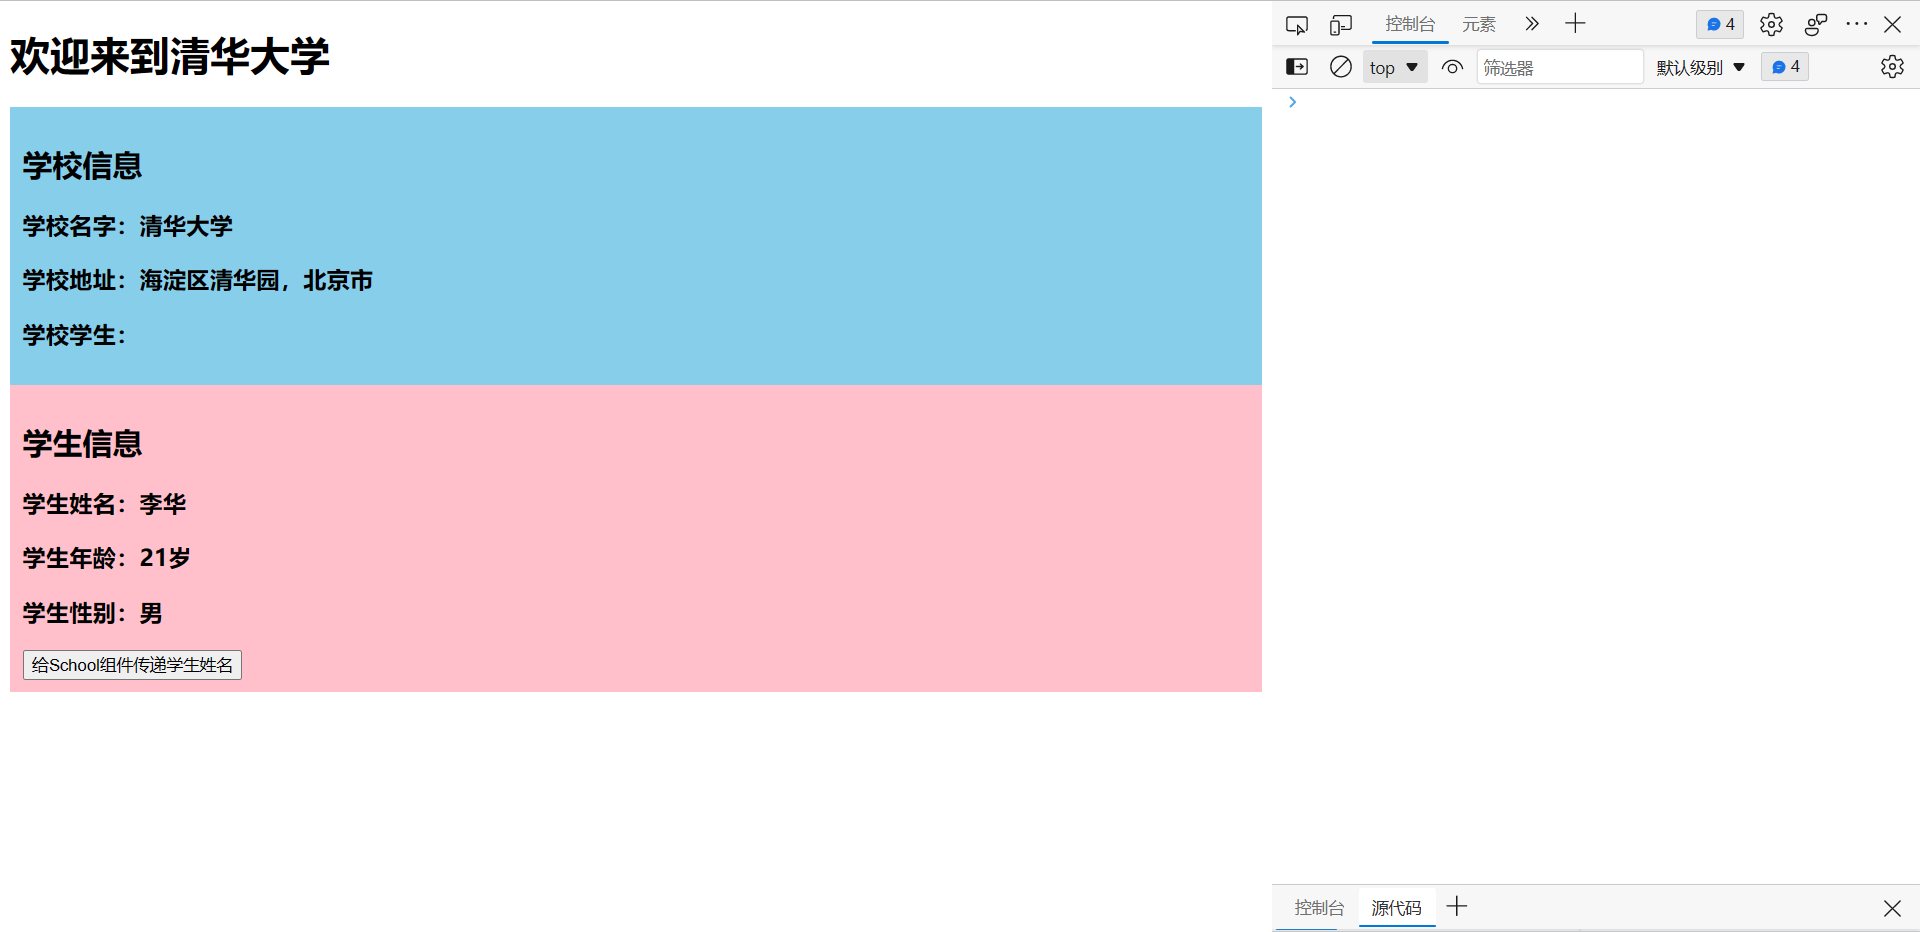 欢迎来到清华大学
学校信息
学校名字：清华大学
学校地址：海淀区清华园，北京市
学校学生：
学生信息
学生姓名：李华
学生年龄：21岁
学生性别：男
给School组件传递学生姓名
控制台 元素 4
top 筛选器 默认级别 4
控制台 源代码